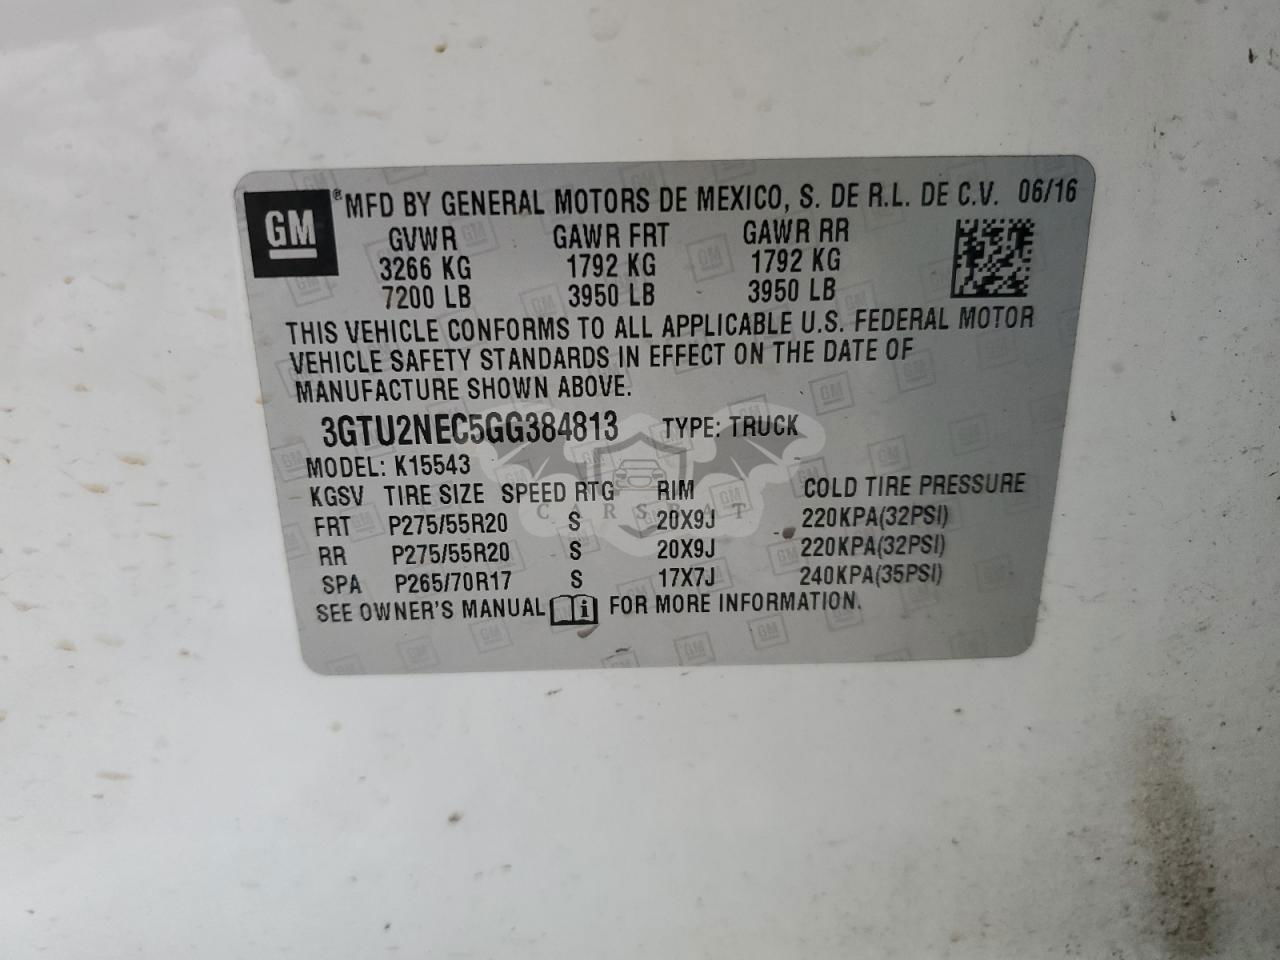 GM ® MFD BY GENERAL MOTORS DE MEXICO, S. DE R.L. DE C.V. 06/16
GVWR GAWR FRT GAWR RR
3266 KG 1792 KG 1792 KG
7200 LB 3950 LB 3950 LB
THIS VEHICLE CONFORMS TO ALL APPLICABLE U.S. FEDERAL MOTOR
VEHICLE SAFETY STANDARDS IN EFFECT ON THE DATE OF
MANUFACTURE SHOWN ABOVE.
3GTU2NEC5GG384813 TYPE: TRUCK
MODEL: K15543
KGSV TIRE SIZE SPEED RTG RIM COLD TIRE PRESSURE
FRT P275/55R20 S 20X9J 220KPA(32PSI)
CARSBAT
RR P275/55R20 S 20X9J 220KPA(32PSI)
SPA P265/70R17 S 17X7J 240KPA(35PSI)
SEE OWNER'S MANUAL i FOR MORE INFORMATION.